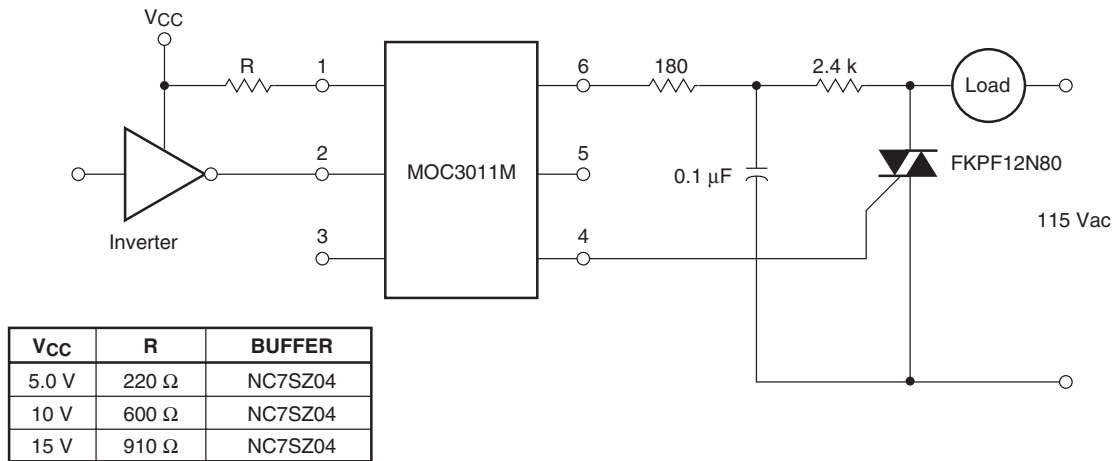 VCC
R
1
6
180
2.4 k
Load
2
MOC3011M
5
0.1 μF
FKPF12N80
115 Vac
Inverter
3
4
VCC R BUFFER
5.0 V 220 Ω NC7SZ04
10 V 600 Ω NC7SZ04
15 V 910 Ω NC7SZ04